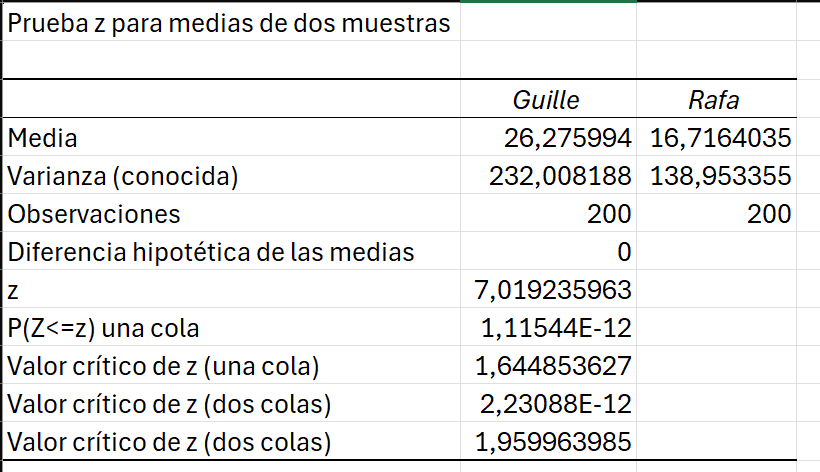 Prueba z para medias de dos muestras
Guille Rafa
Media 26,275994 16,7164035
Varianza (conocida) 232,008188 138,953355
Observaciones 200 200
Diferencia hipotética de las medias 0
z 7,019235963
P(Z<=z) una cola 1,11544E-12
Valor crítico de z (una cola) 1,644853627
Valor crítico de z (dos colas) 2,23088E-12
Valor crítico de z (dos colas) 1,959963985